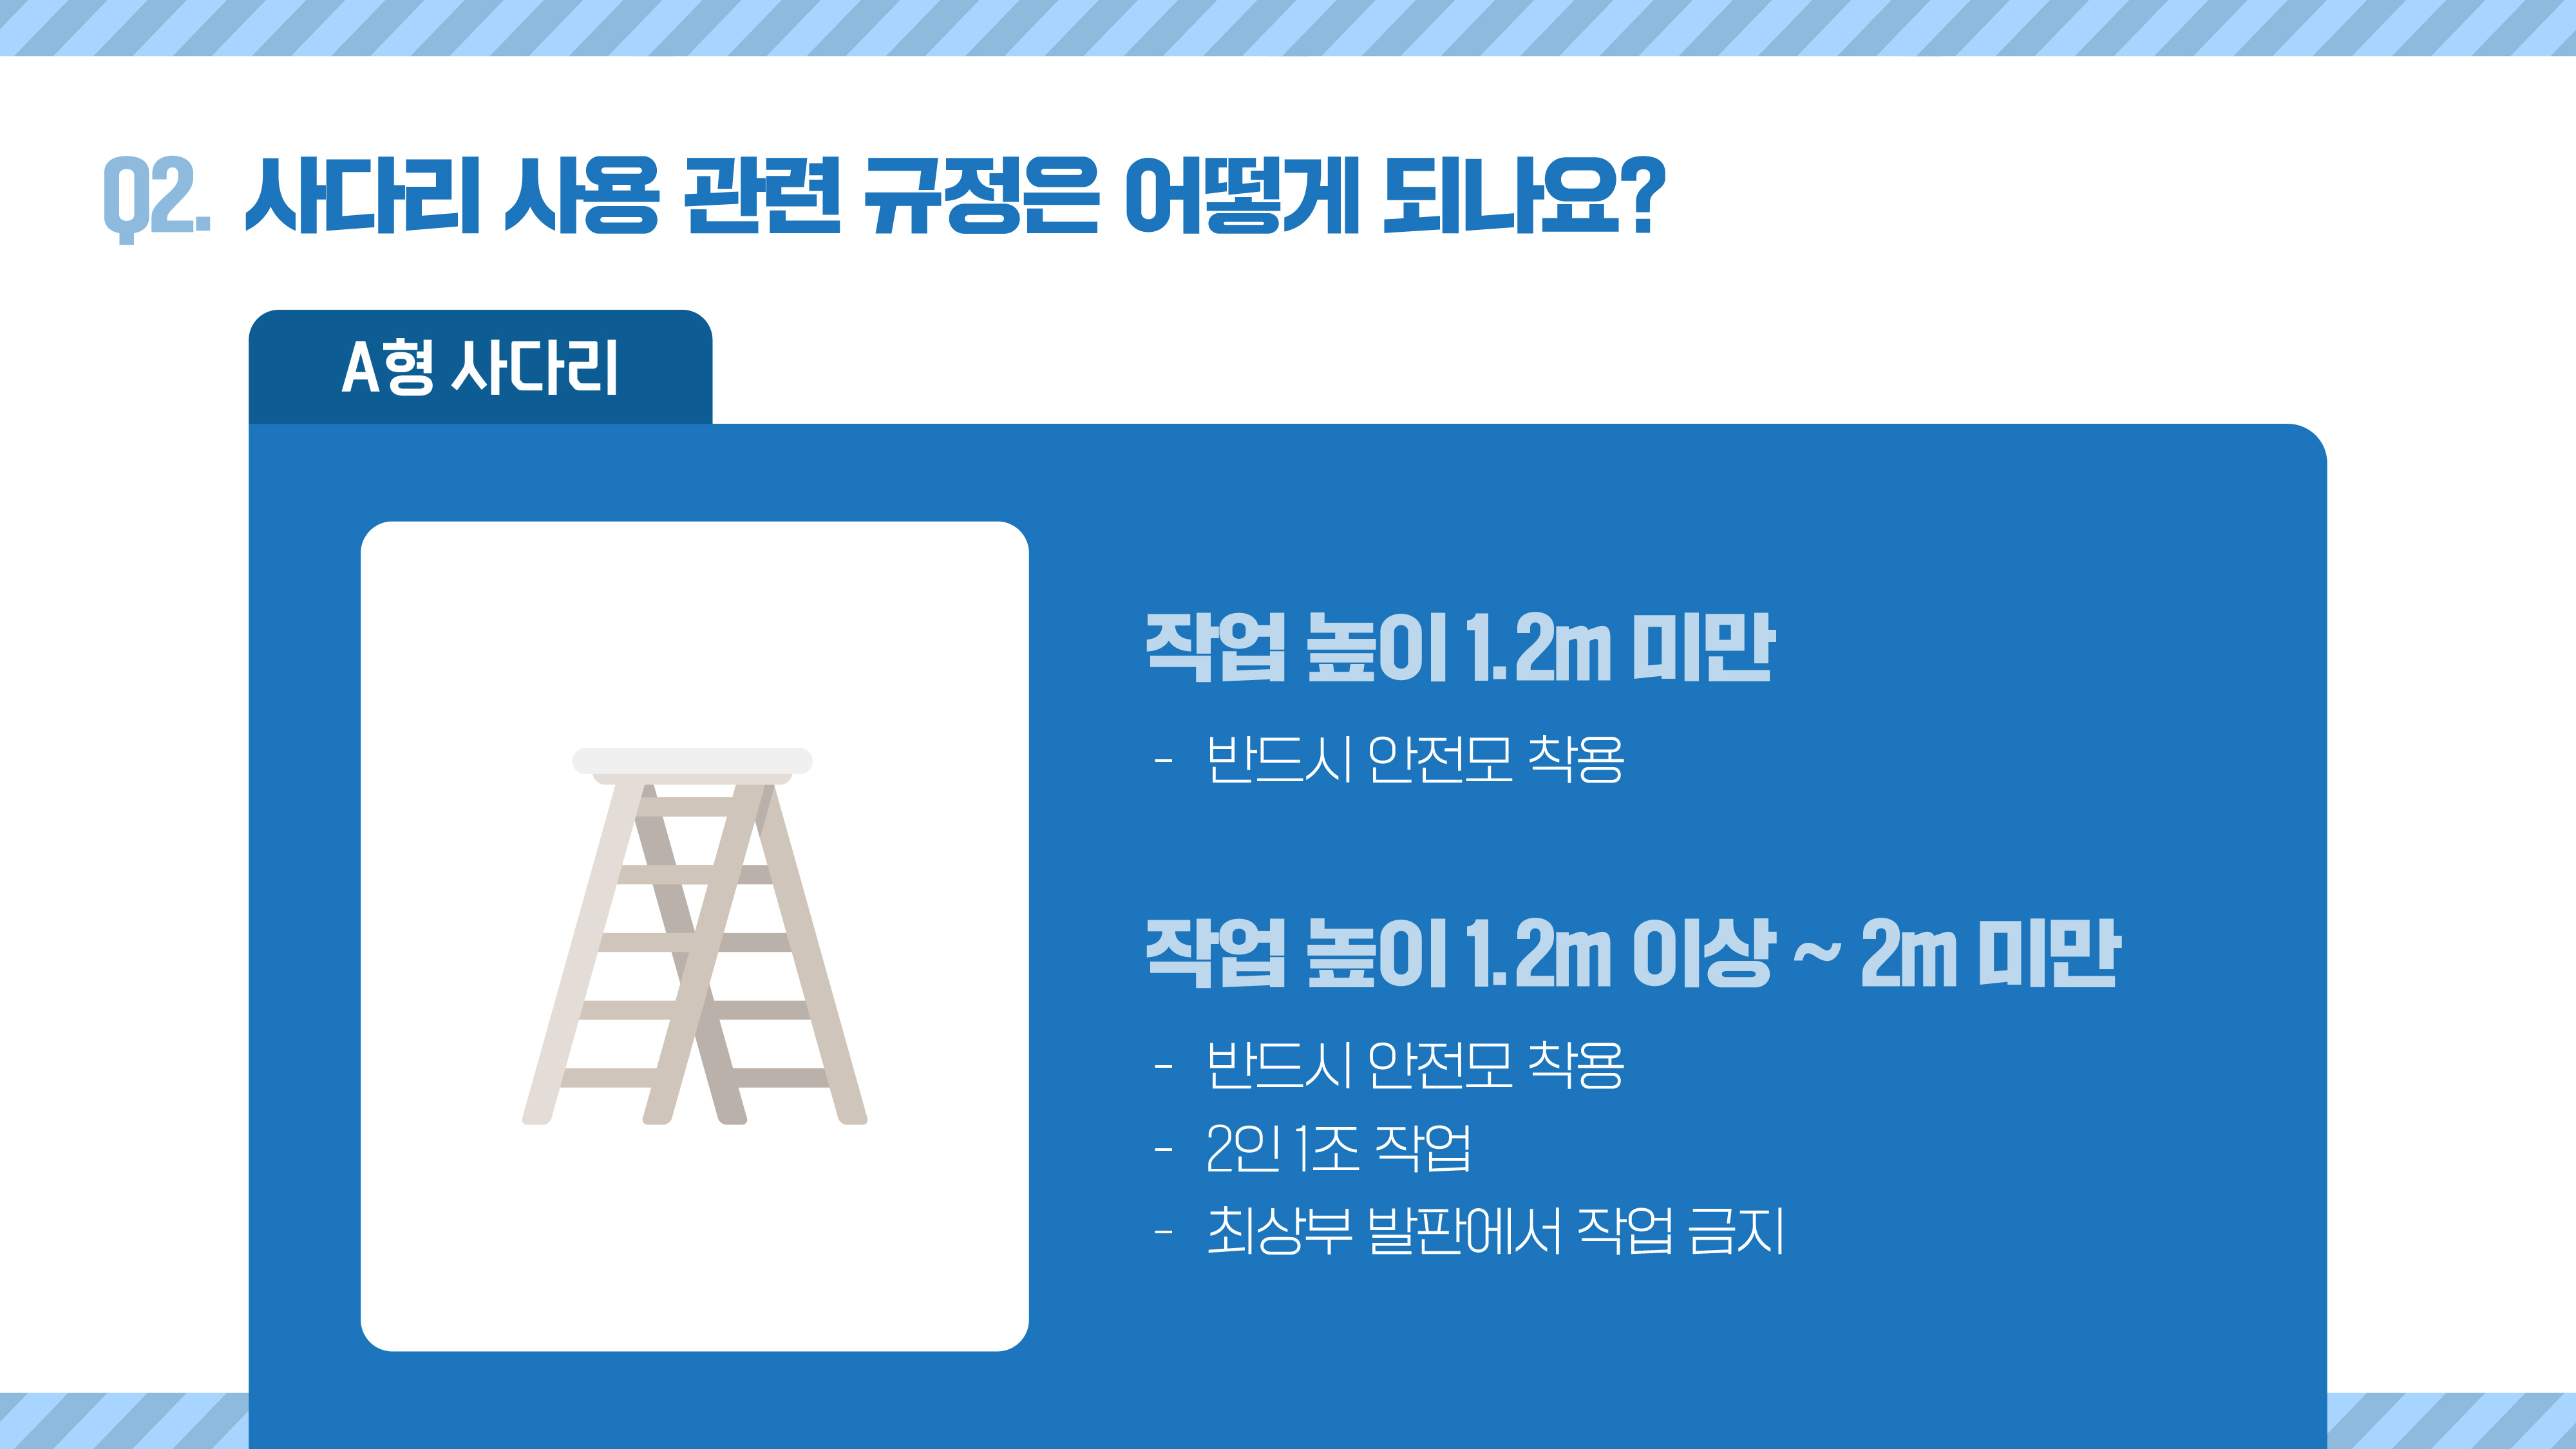 Q2. 사다리 사용 관련 규정은 어떻게 되나요?
A형 사다리
작업 높이 1.2m 미만
- 반드시 안전모 착용
작업 높이 1.2m 이상 ~ 2m 미만
- 반드시 안전모 착용
- 2인 1조 작업
- 최상부 발판에서 작업 금지